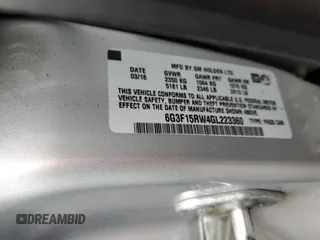 MFD BY GM HOLDEN LTD
DATE GVWR GAWR FRT GAWR RR
03/16 2350 KG 1064 KG
5181 LB 2346 LB
THIS VEHICLE CONFORMS TO ALL APPLICABLE U.S. FEDERAL MOTOR
VEHICLE SAFETY, BUMPER, AND THEFT PREVENTION STANDARDS IN
EFFECT ON THE DATE OF MANUFACTURE SHOWN ABOVE.
6G3F15RW4GL223360 TYPE: PASS CAR
DREAMBID